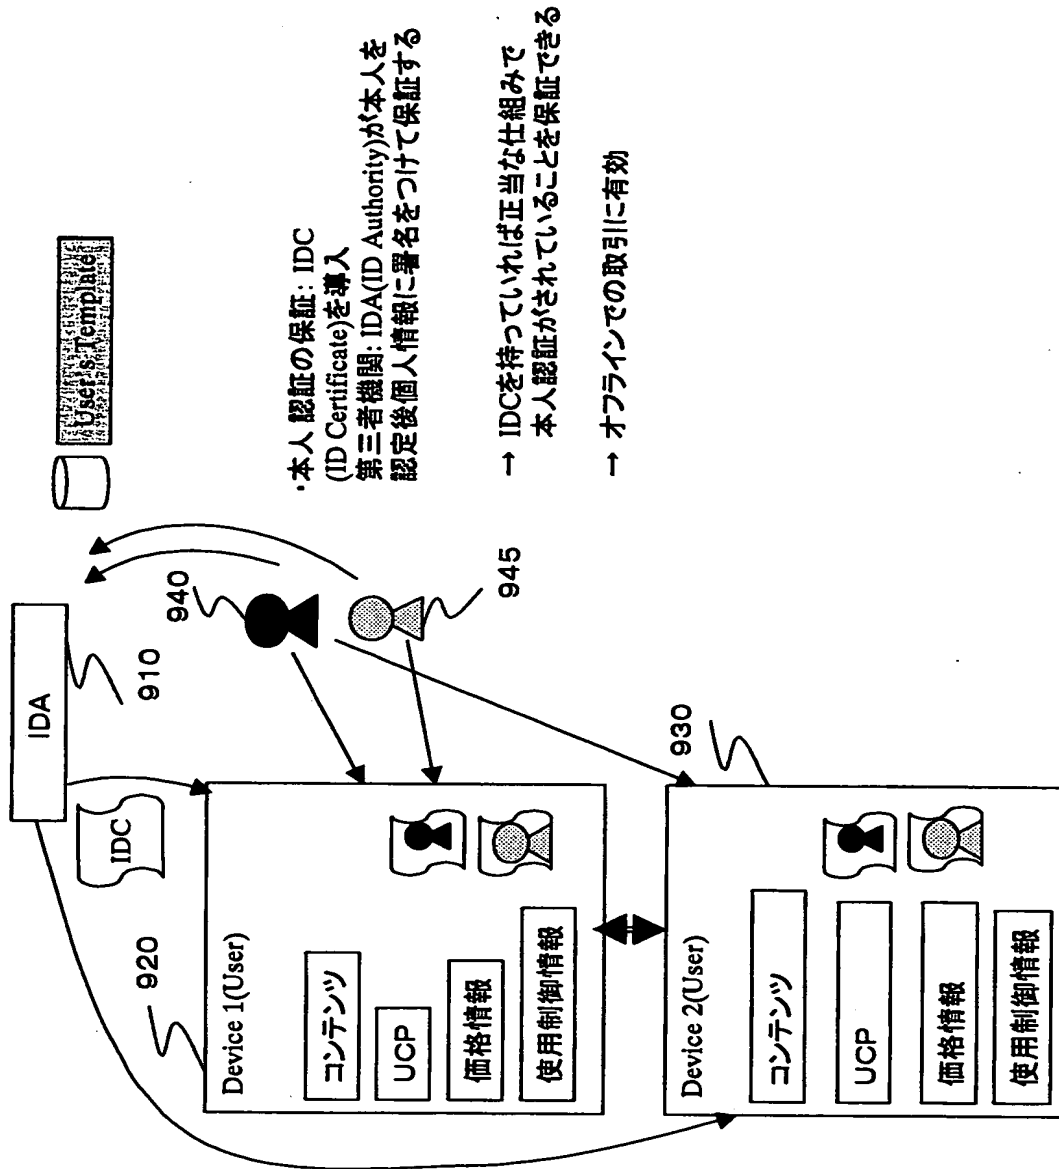 IDA
910
User's Template
IDC
920
940
945
Device 1(User)
コンテンツ
UCP
価格情報
使用制御情報
930
Device 2(User)
コンテンツ
UCP
価格情報
使用制御情報
・本人認証の保証: IDC
(ID Certificate)を導入
第三者機関: IDA(ID Authority)が本人を
認定後個人情報に署名をつけて保証する
→ IDCを持っていれば正当な仕組みで
本人認証がされていることを保証できる
→ オフラインでの取引に有効